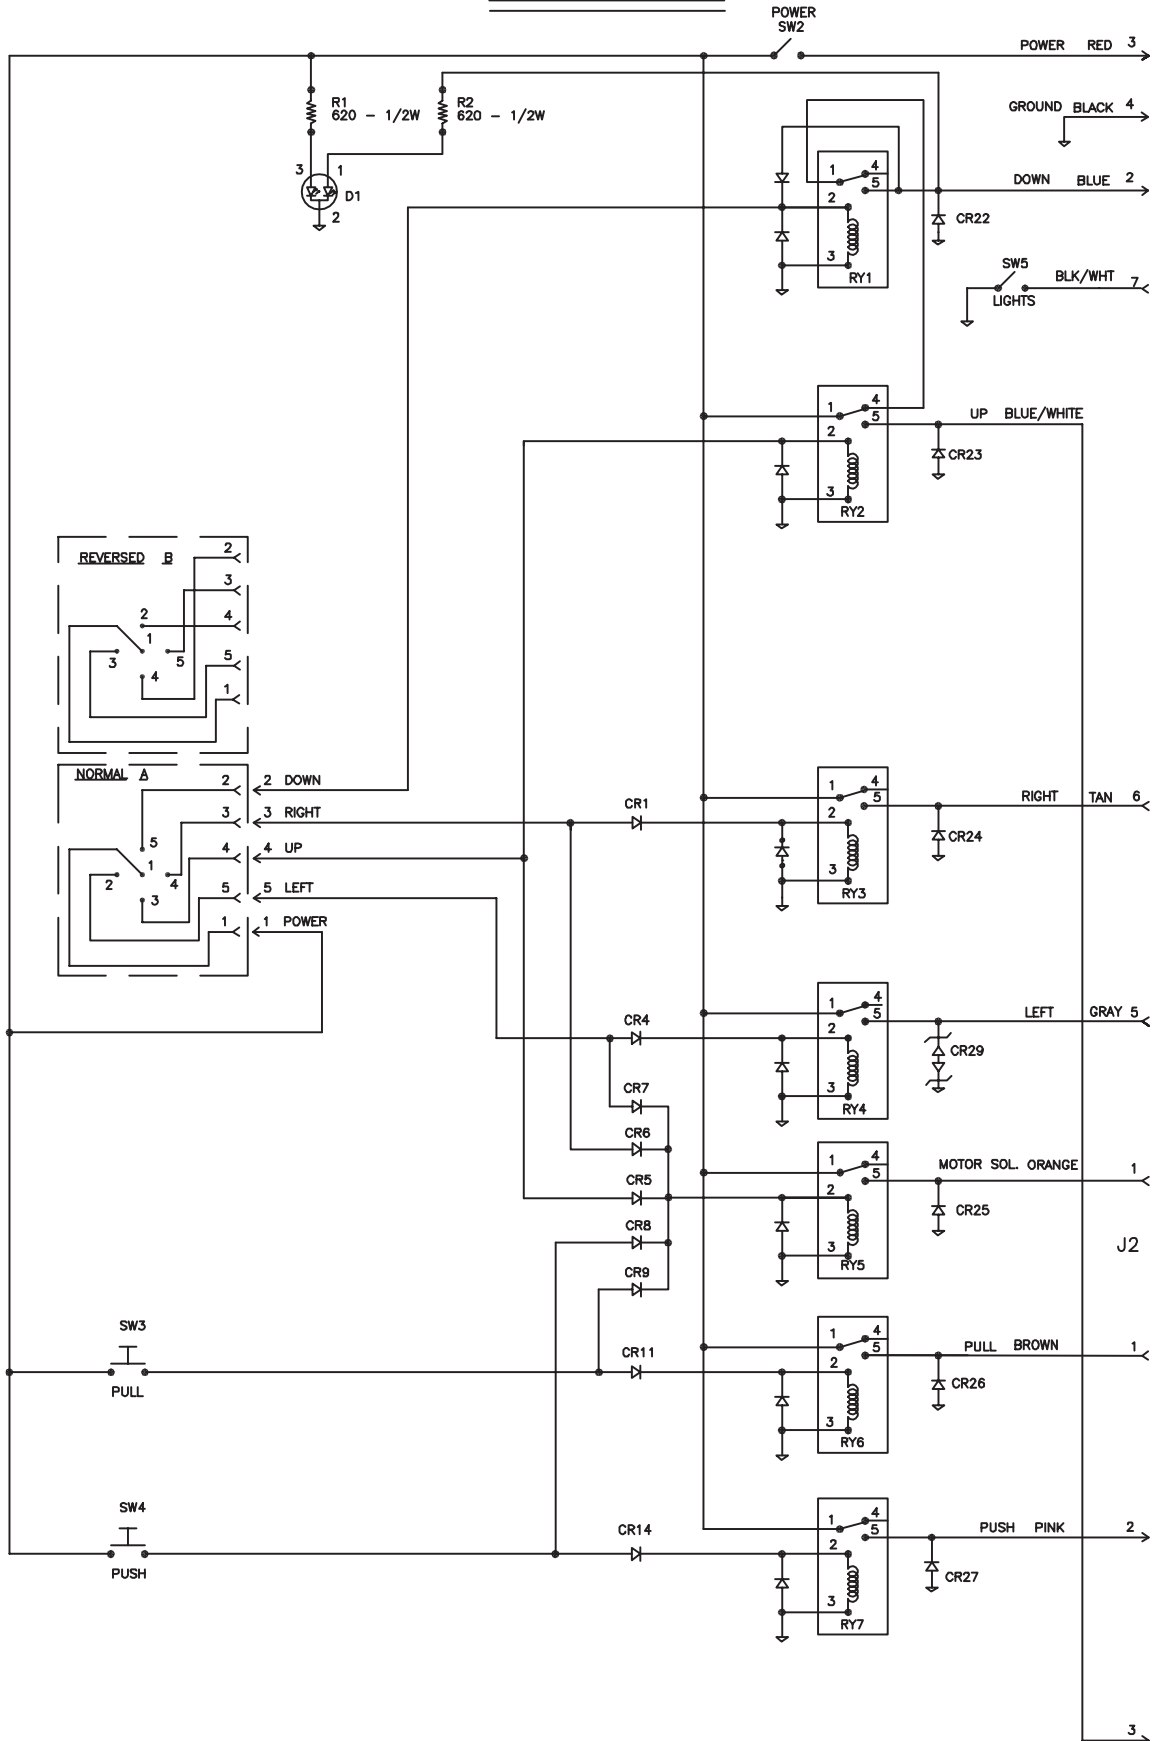 POWER
SW2
POWER RED 3
R1
620 - 1/2W
R2
620 - 1/2W
GROUND BLACK 4
3 1
D1
2
1 4
5
2
3
RY1
DOWN BLUE 2
CR22
SW5
LIGHTS
BLK/WHT 7
1 4
5
2
3
RY2
UP BLUE/WHITE
CR23
REVERSED B
2
3
4
5
1
2
1
3 5
4
NORMAL A
2 2 DOWN
3 3 RIGHT
4 4 UP
5 5 LEFT
1 1 POWER
5
1
2 4
3
CR1
1 4
5
2
3
RY3
RIGHT TAN 6
CR24
CR4
1 4
5
2
3
RY4
LEFT GRAY 5
CR29
CR7
CR6
CR5
CR8
CR9
1 4
5
2
3
RY5
MOTOR SOL. ORANGE 1
CR25
J2
SW3
PULL
CR11
1 4
5
2
3
RY6
PULL BROWN 1
CR26
SW4
PUSH
CR14
1 4
5
2
3
RY7
PUSH PINK 2
CR27
3